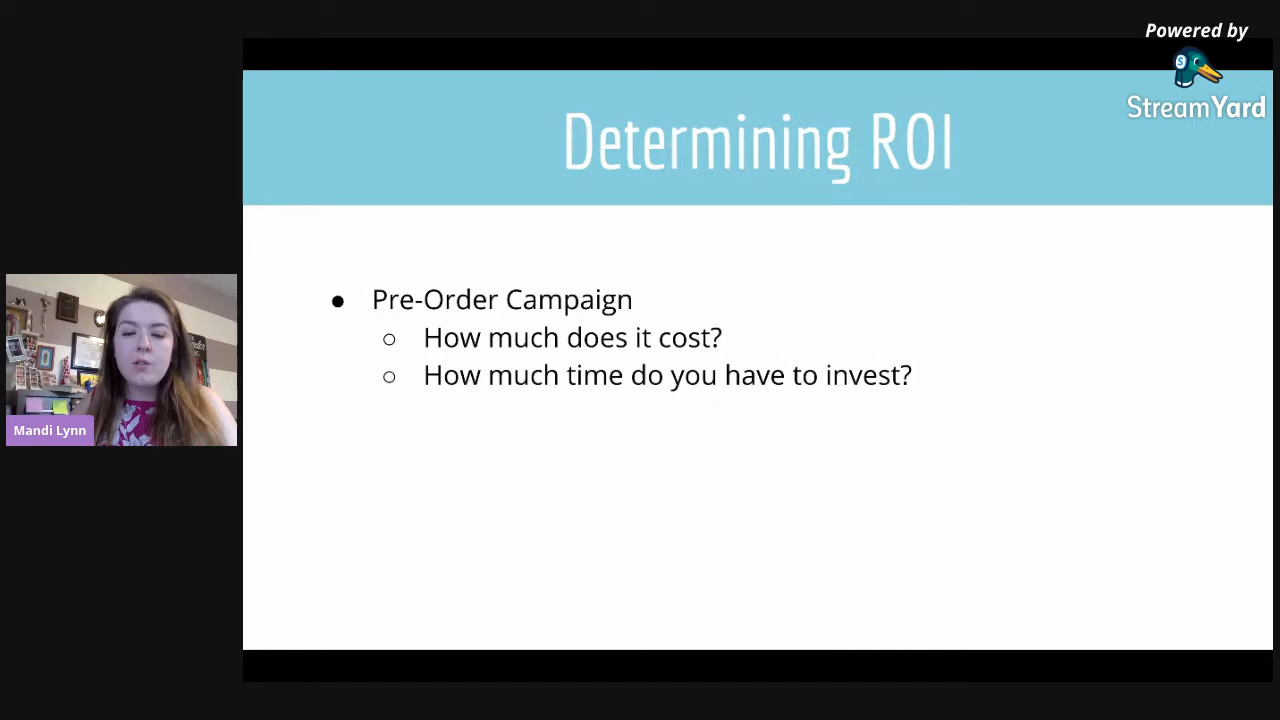 Powered by
StreamYard
Determining ROI
● Pre-Order Campaign
○ How much does it cost?
○ How much time do you have to invest?
Mandi Lynn